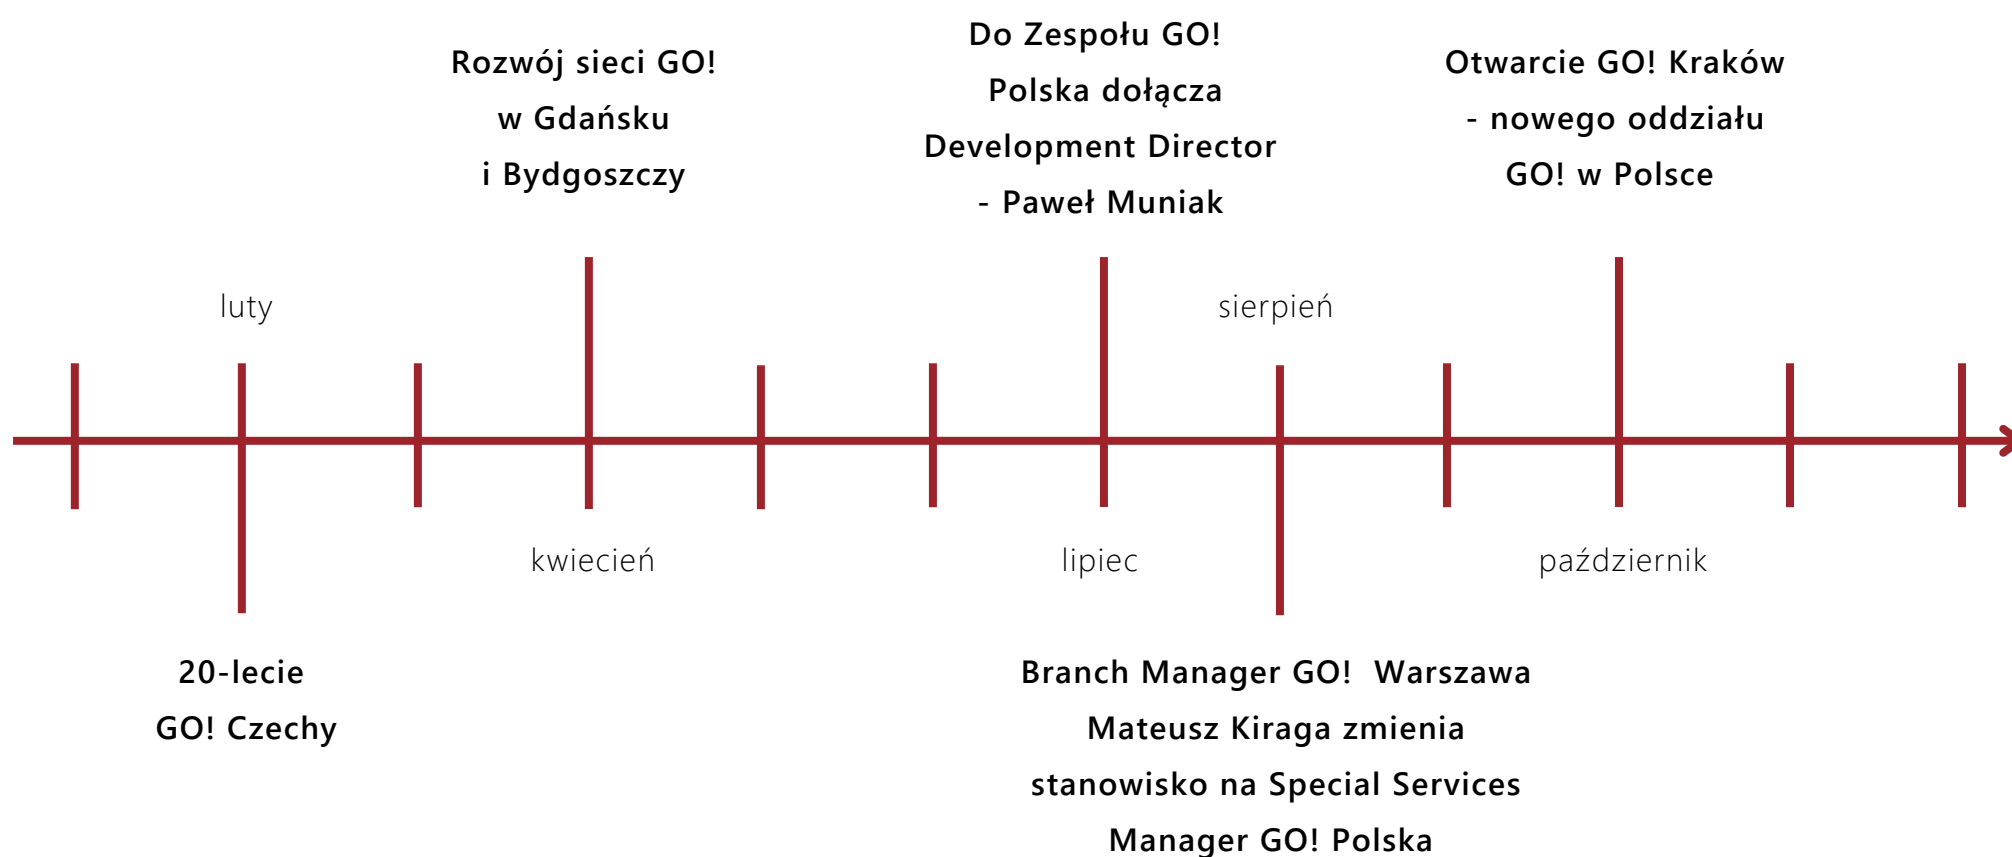 Rozwój sieci GO!
w Gdańsku
i Bydgoszczy
Do Zespołu GO!
Polska dołącza
Development Director
- Paweł Muniak
Otwarcie GO! Kraków
- nowego oddziału
GO! w Polsce
luty
sierpień
kwiecień
lipiec
październik
20-lecie
GO! Czechy
Branch Manager GO! Warszawa
Mateusz Kiraga zmienia
stanowisko na Special Services
Manager GO! Polska